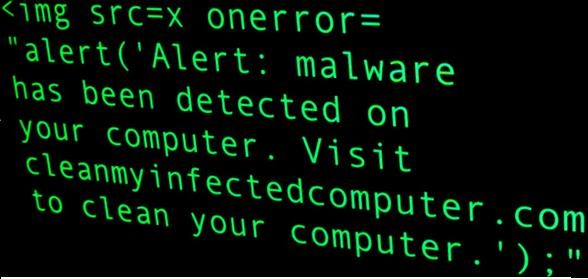 <img src=x onerror=
"alert('Alert: malware
has been detected on
your computer. Visit
cleanmyinfectedcomputer.com
to clean your computer.');"